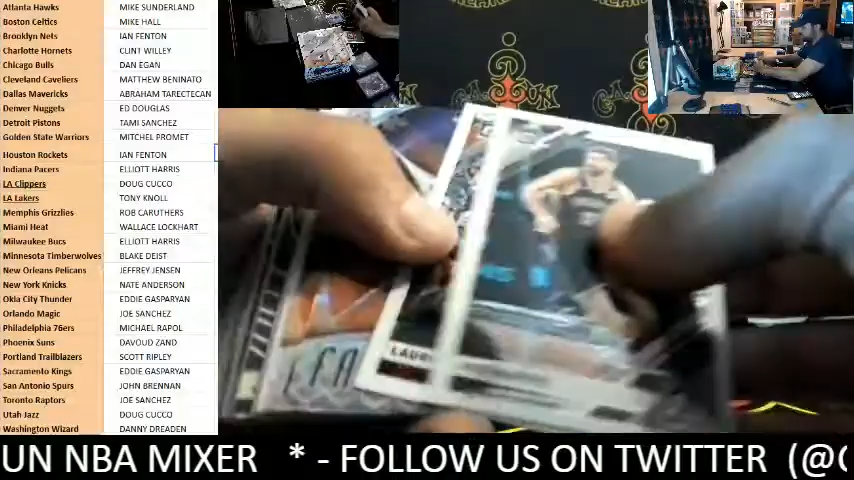 Atlanta Hawks MIKE SUNDERLAND
Boston Celtics MIKE HALL
Brooklyn Nets IAN FENTON
Charlotte Hornets CLINT WILLEY
Chicago Bulls DAN EGAN
Cleveland Cavaliers MATTHEW BENINATO
Dallas Mavericks ABRAHAM TARECTECAN
Denver Nuggets ED DOUGLAS
Detroit Pistons TAMI SANCHEZ
Golden State Warriors MITCHEL PROMET
Houston Rockets IAN FENTON
Indiana Pacers ELLIOTT HARRIS
LA Clippers DOUG CUCCO
LA Lakers TONY KNOLL
Memphis Grizzlies ROB CARUTHERS
Miami Heat WALLACE LOCKHART
Milwaukee Bucs ELLIOTT HARRIS
Minnesota Timberwolves BLAKE DEIST
New Orleans Pelicans JEFFREY JENSEN
New York Knicks NATE ANDERSON
Okla City Thunder EDDIE GASPARYAN
Orlando Magic JOE SANCHEZ
Philadelphia 76ers MICHAEL RAPOL
Phoenix Suns DAVOUD ZAND
Portland Trailblazers SCOTT RIPLEY
Sacramento Kings EDDIE GASPARYAN
San Antonio Spurs JOHN BRENNAN
Toronto Raptors JOE SANCHEZ
Utah Jazz DOUG CUCCO
Washington Wizard DANNY DREADEN
LAURI
UN NBA MIXER * - FOLLOW US ON TWITTER (@